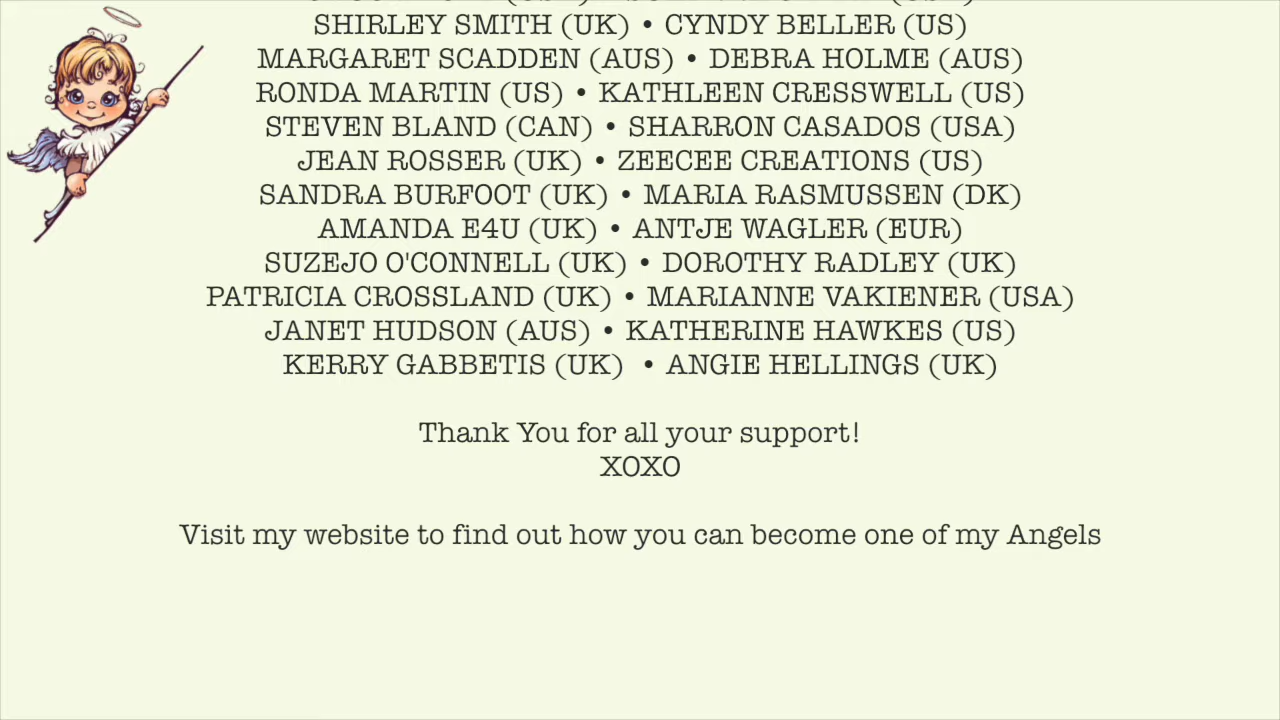 SHIRLEY SMITH (UK) • CYNDY BELLER (US)
MARGARET SCADDEN (AUS) • DEBRA HOLME (AUS)
RONDA MARTIN (US) • KATHLEEN CRESSWELL (US)
STEVEN BLAND (CAN) • SHARRON CASADOS (USA)
JEAN ROSSER (UK) • ZEECEE CREATIONS (US)
SANDRA BURFOOT (UK) • MARIA RASMUSSEN (DK)
AMANDA E4U (UK) • ANTJE WAGLER (EUR)
SUZEJO O'CONNELL (UK) • DOROTHY RADLEY (UK)
PATRICIA CROSSLAND (UK) • MARIANNE VAKIENER (USA)
JANET HUDSON (AUS) • KATHERINE HAWKES (US)
KERRY GABBETIS (UK) • ANGIE HELLINGS (UK)
Thank You for all your support!
XOXO
Visit my website to find out how you can become one of my Angels